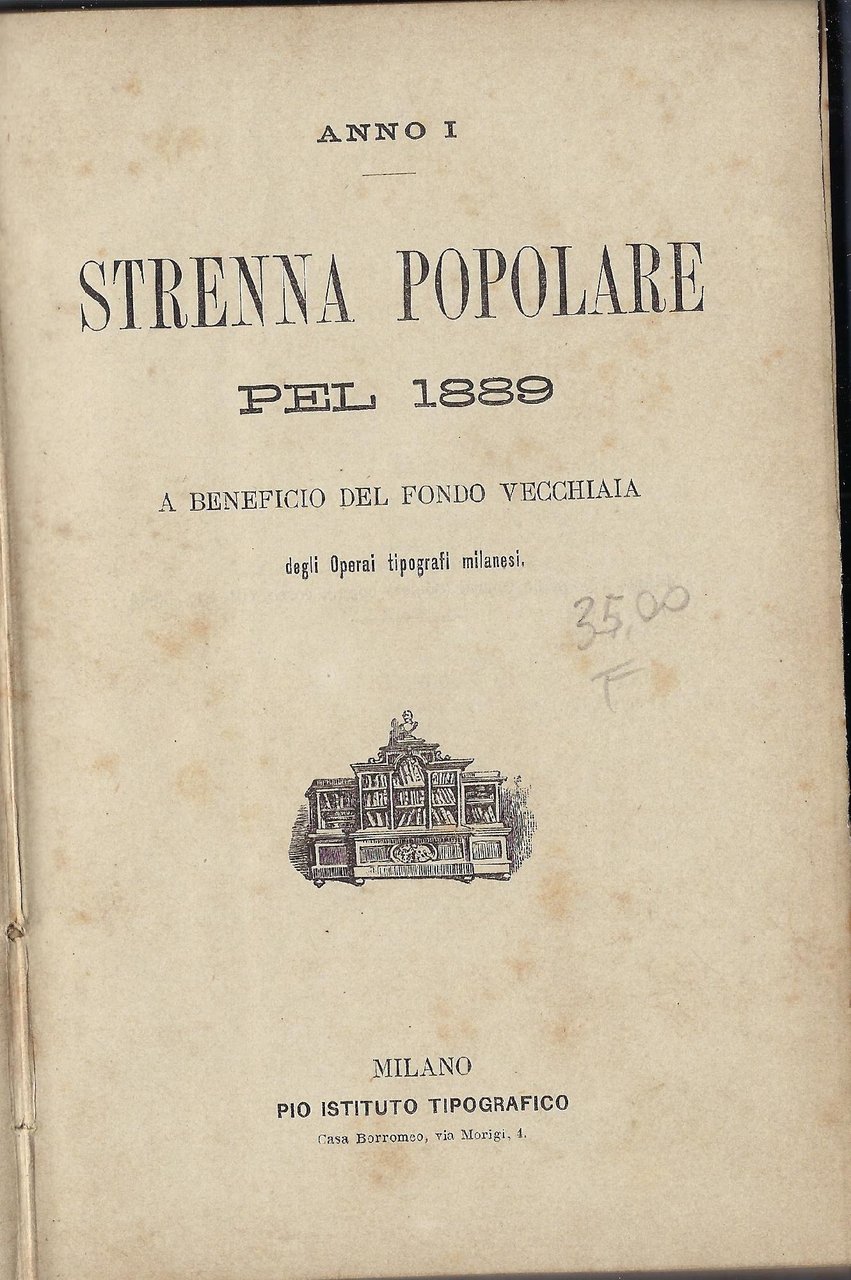 ANNO I
STRENNA POPOLARE
PEL 1889
A BENEFICIO DEL FONDO VECCHIAIA
degli Operai tipografi milanesi.
35,00
F
MILANO
PIO ISTITUTO TIPOGRAFICO
Casa Borromeo, via Morigi, 4.